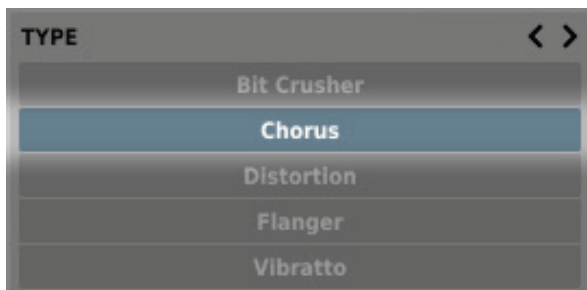 TYPE
Bit Crusher
Chorus
Distortion
Flanger
Vibratto